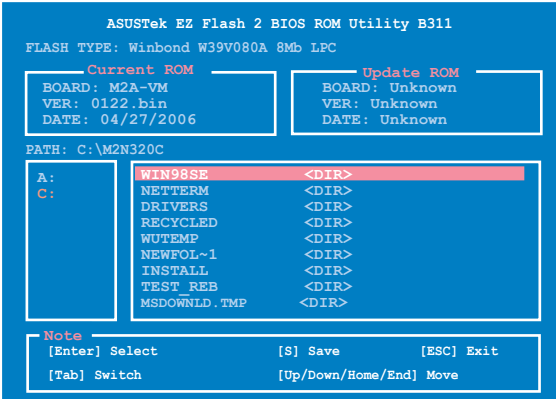 ASUSTek EZ Flash 2 BIOS ROM Utility B311
FLASH TYPE: Winbond W39V080A 8Mb LPC
Current ROM
BOARD: M2A-VM
VER: 0122.bin
DATE: 04/27/2006
Update ROM
BOARD: Unknown
VER: Unknown
DATE: Unknown
PATH: C:\M2N320C
A:
C:
WIN98SE <DIR>
NETTERM <DIR>
DRIVERS <DIR>
RECYCLED <DIR>
WUTEMP <DIR>
NEWFOL~1 <DIR>
INSTALL <DIR>
TEST_REB <DIR>
MSDOWNLD.TMP <DIR>
Note
[Enter] Select [S] Save [ESC] Exit
[Tab] Switch [Up/Down/Home/End] Move